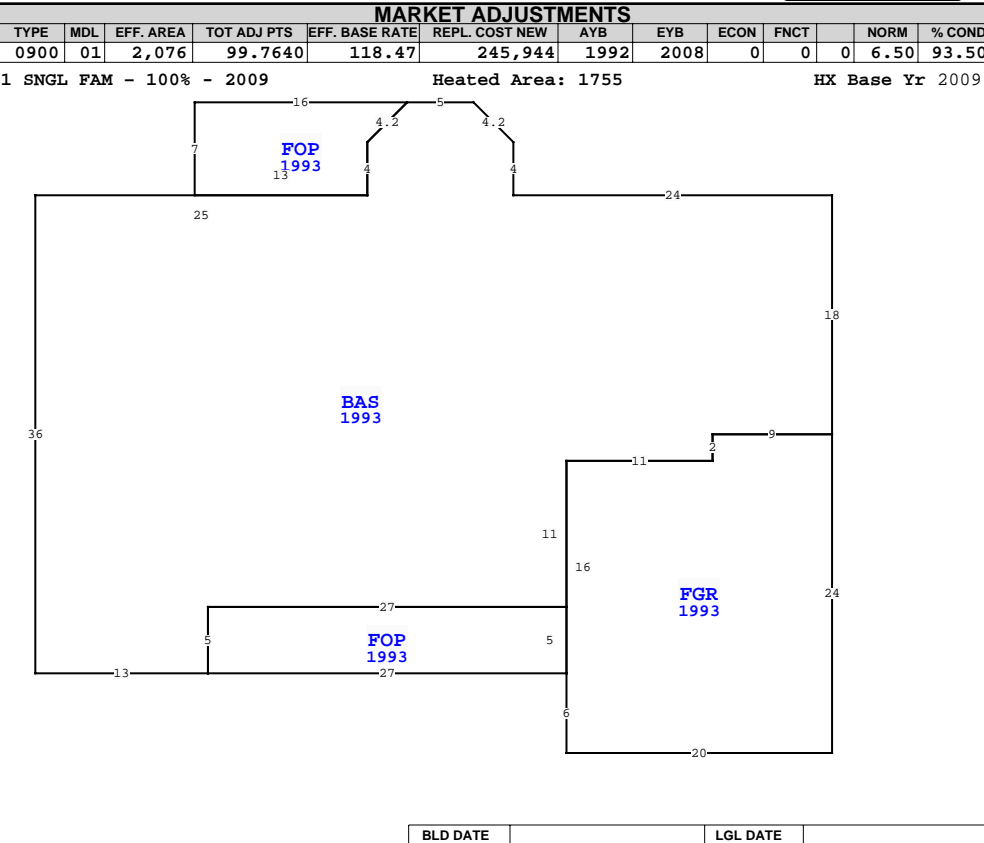 MARKET ADJUSTMENTS
TYPE MDL EFF. AREA TOT ADJ PTS EFF. BASE RATE REPL. COST NEW AYB EYB ECON FNCT NORM % COND
0900 01 2,076 99.7640 118.47 245,944 1992 2008 0 0 0 6.50 93.50
1 SNGL FAM - 100% - 2009 Heated Area: 1755 HX Base Yr 2009
16 5
4.2 4.2
7 FOP
1993
13 4 4
25 24
18
BAS
1993
36 9
2
11
11
16
FGR
1993
24
27
5 FOP
1993
5
13 27
6
20
BLD DATE LGL DATE